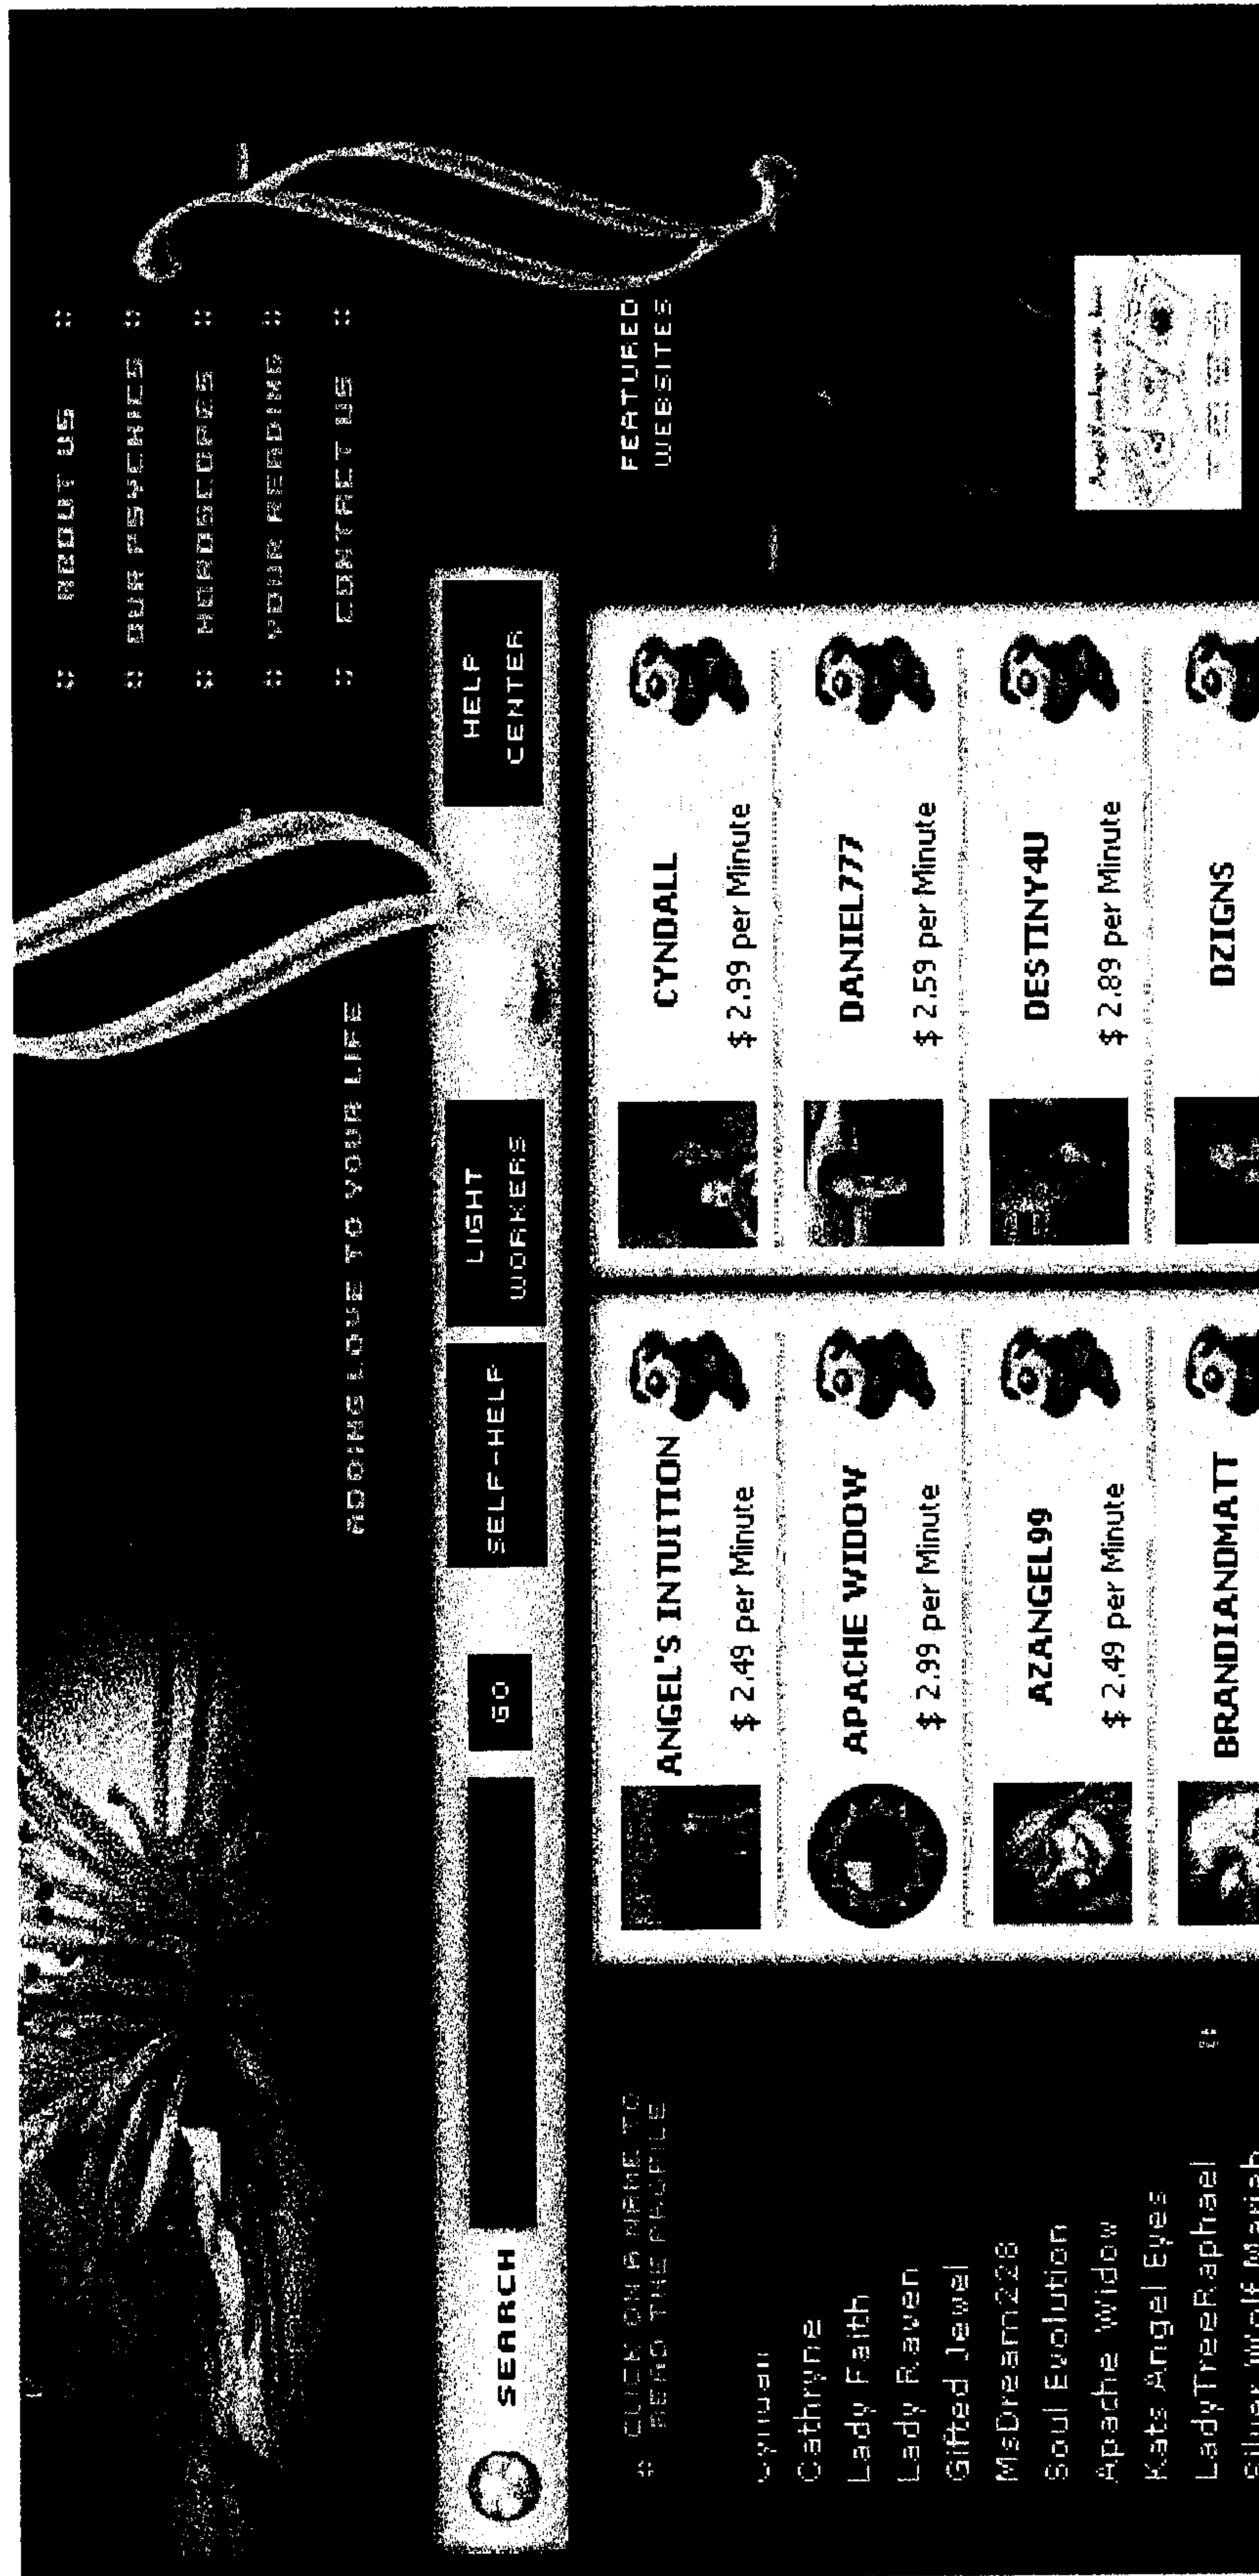 ABOUT US
OUR PSYCHICS
HOROSCOPES
YOUR READING
CONTACT US
ADDING LOVE TO YOUR LIFE
SEARCH
GO
SELF-HELP
LIGHT
WORKERS
HELP
CENTER
CLICK ON A NAME TO
READ THE PROFILE
Cathryne
Lady Faith
Lady Raven
Gifted Jewel
MsDream228
Soul Evolution
Apache Widow
Kats Angel Eyes
LadyTreeRaphael
ANGEL'S INTUITION
$ 2.49 per Minute
APACHE WIDOW
$ 2.99 per Minute
AZANGEL99
$ 2.49 per Minute
BRANDIANDMATT
CYNDALL
$ 2.99 per Minute
DANIEL777
$ 2.59 per Minute
DESTINY4U
$ 2.89 per Minute
DZIGNS
FEATURED
WEBSITES